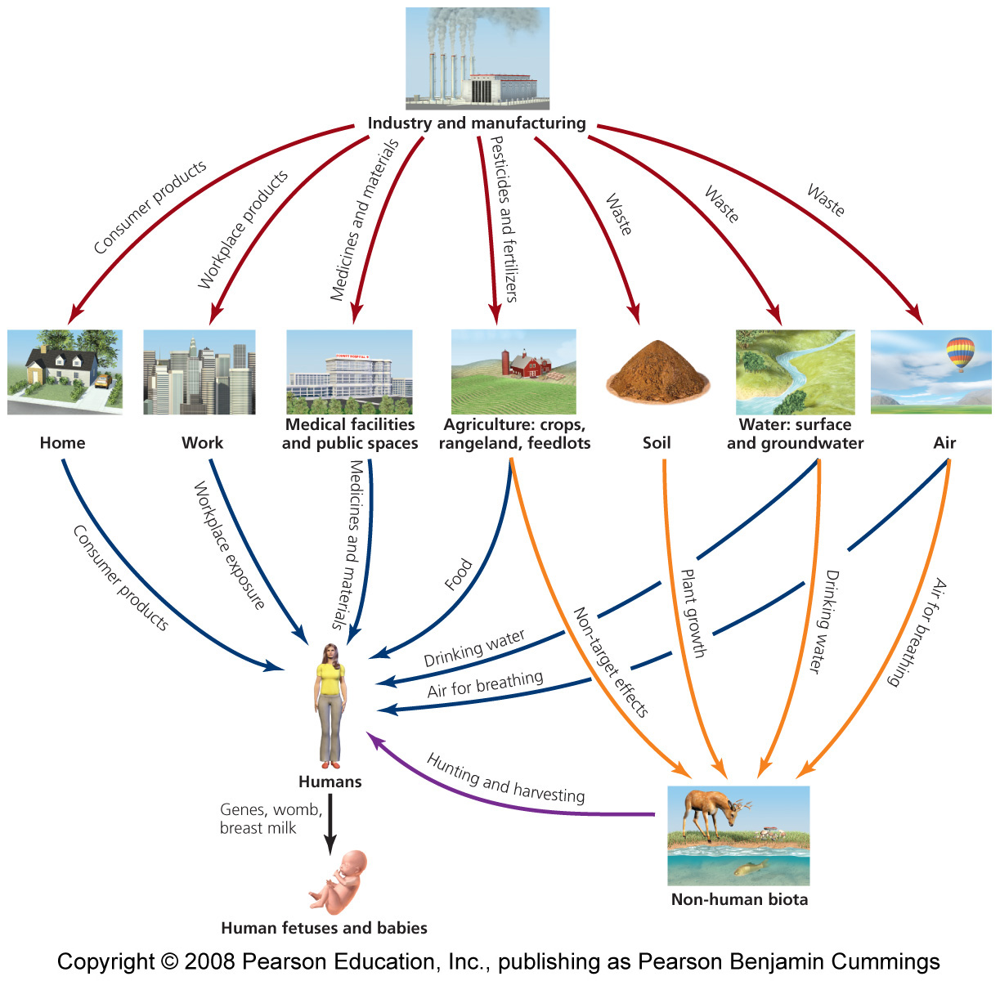 Industry and manufacturing
Consumer products
Workplace products
Medicines and materials
Pesticides and fertilizers
Waste
Waste
Waste
COUNTY HOSPITAL
Home
Work
Medical facilities
and public spaces
Agriculture: crops,
rangeland, feedlots
Soil
Water: surface
and groundwater
Air
Consumer products
Workplace exposure
Medicines and materials
Food
Non-target effects
Plant growth
Drinking water
Air for breathing
Drinking water
Air for breathing
Hunting and harvesting
Humans
Genes, womb,
breast milk
Human fetuses and babies
Non-human biota
Copyright © 2008 Pearson Education, Inc., publishing as Pearson Benjamin Cummings